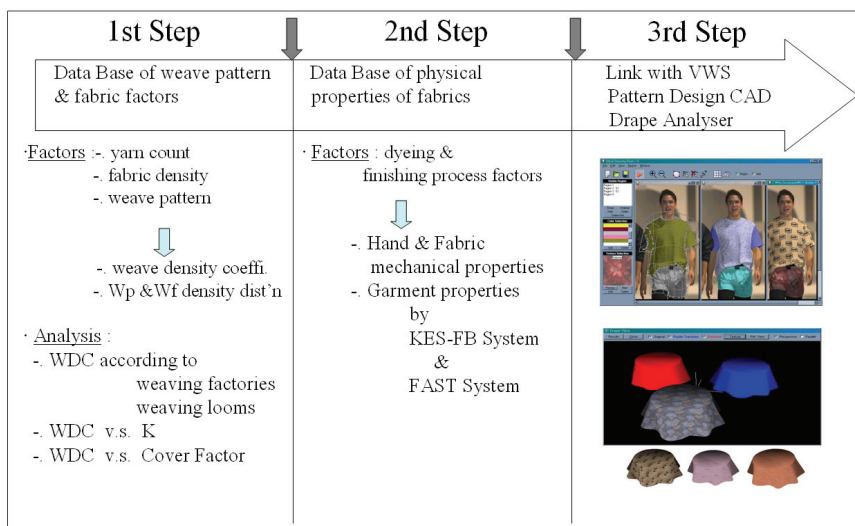 1st Step
2nd Step
3rd Step
Data Base of weave pattern
& fabric factors
Data Base of physical
properties of fabrics
Link with VWS
Pattern Design CAD
Drape Analyser
·Factors :-. yarn count
-. fabric density
-. weave pattern
-. weave density coeffi.
-. Wp &Wf density dist'n
· Analysis :
-. WDC according to
weaving factories
weaving looms
-. WDC v.s. K
-. WDC v.s. Cover Factor
· Factors : dyeing &
finishing process factors
-. Hand & Fabric
mechanical properties
-. Garment properties
by
KES-FB System
&
FAST System